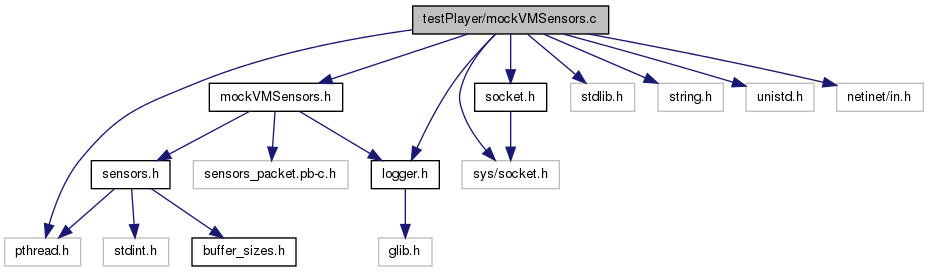 testPlayer/mockVMSensors.c
mockVMSensors.h
socket.h
stdlib.h
string.h
unistd.h
netinet/in.h
sensors.h
sensors_packet.pb-c.h
logger.h
sys/socket.h
pthread.h
stdint.h
buffer_sizes.h
glib.h